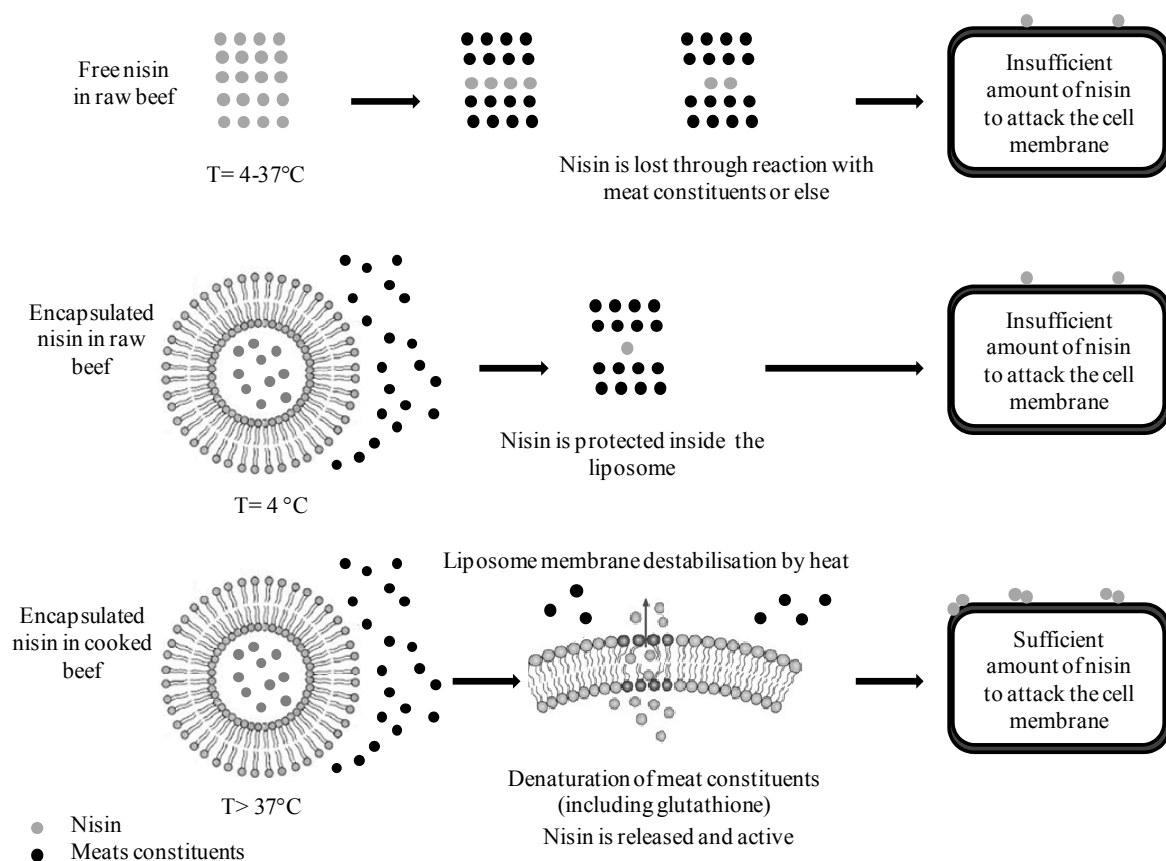 Free nisin
in raw beef
T= 4-37°C
Nisin is lost through reaction with
meat constituents or else
Insufficient
amount of nisin
to attack the cell
membrane
Encapsulated
nisin in raw
beef
T= 4 °C
Nisin is protected inside the
liposome
Insufficient
amount of nisin
to attack the cell
membrane
Liposome membrane destabilisation by heat
Encapsulated
nisin in cooked
beef
T> 37°C
Denaturation of meat constituents
(including glutathione)
Nisin is released and active
Sufficient
amount of nisin
to attack the cell
membrane
Nisin
Meats constituents